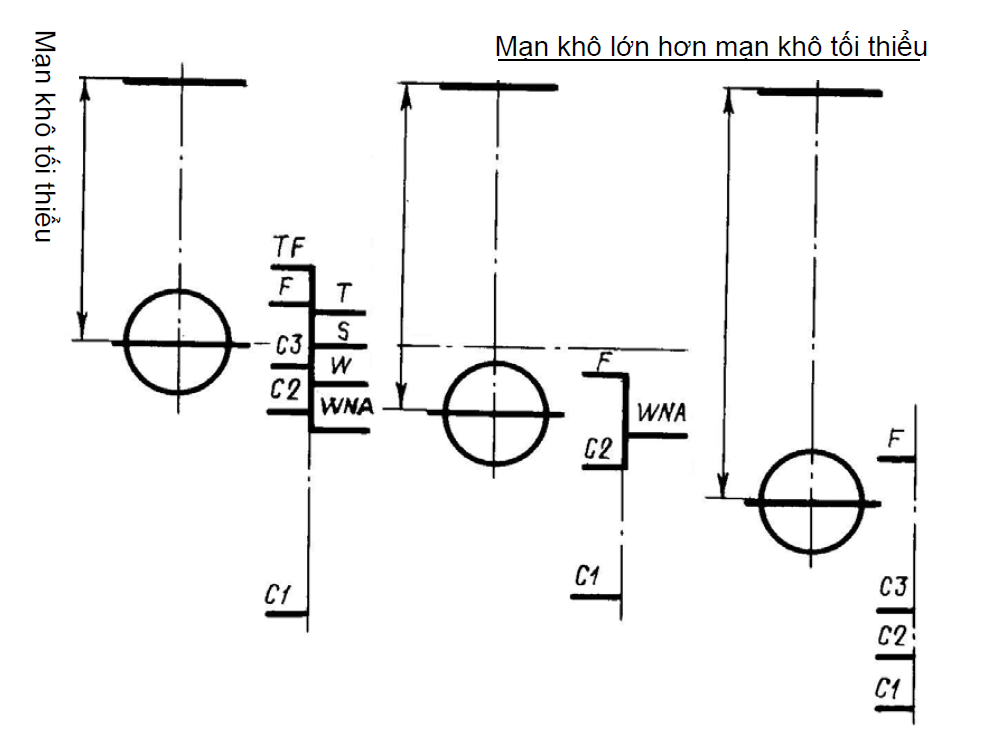 Mạn khô tối thiểu
Mạn khô lớn hơn mạn khô tối thiểu
TF
F
T
S
C3
W
C2
WNA
C1
F
WNA
C2
C1
F
C3
C2
C1